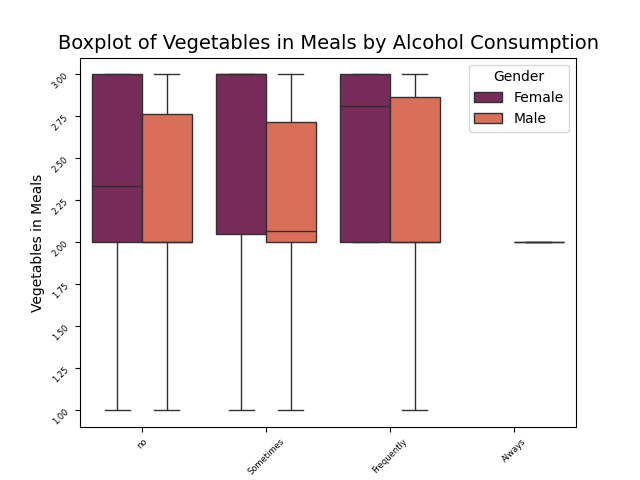 Boxplot of Vegetables in Meals by Alcohol Consumption
Gender
Female
Male
Vegetables in Meals
3.00
2.75
2.50
2.25
2.00
1.75
1.50
1.25
1.00
no
Sometimes
Frequently
Always